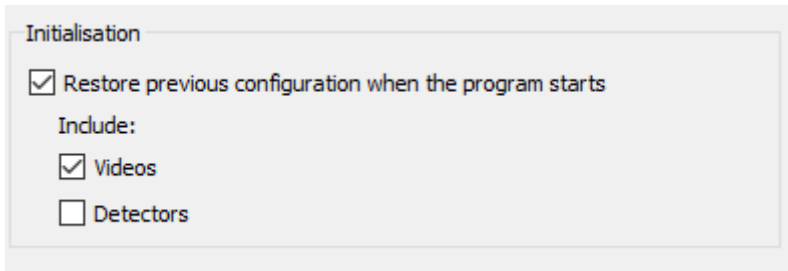 Initialisation
Restore previous configuration when the program starts
Include:
Videos
Detectors